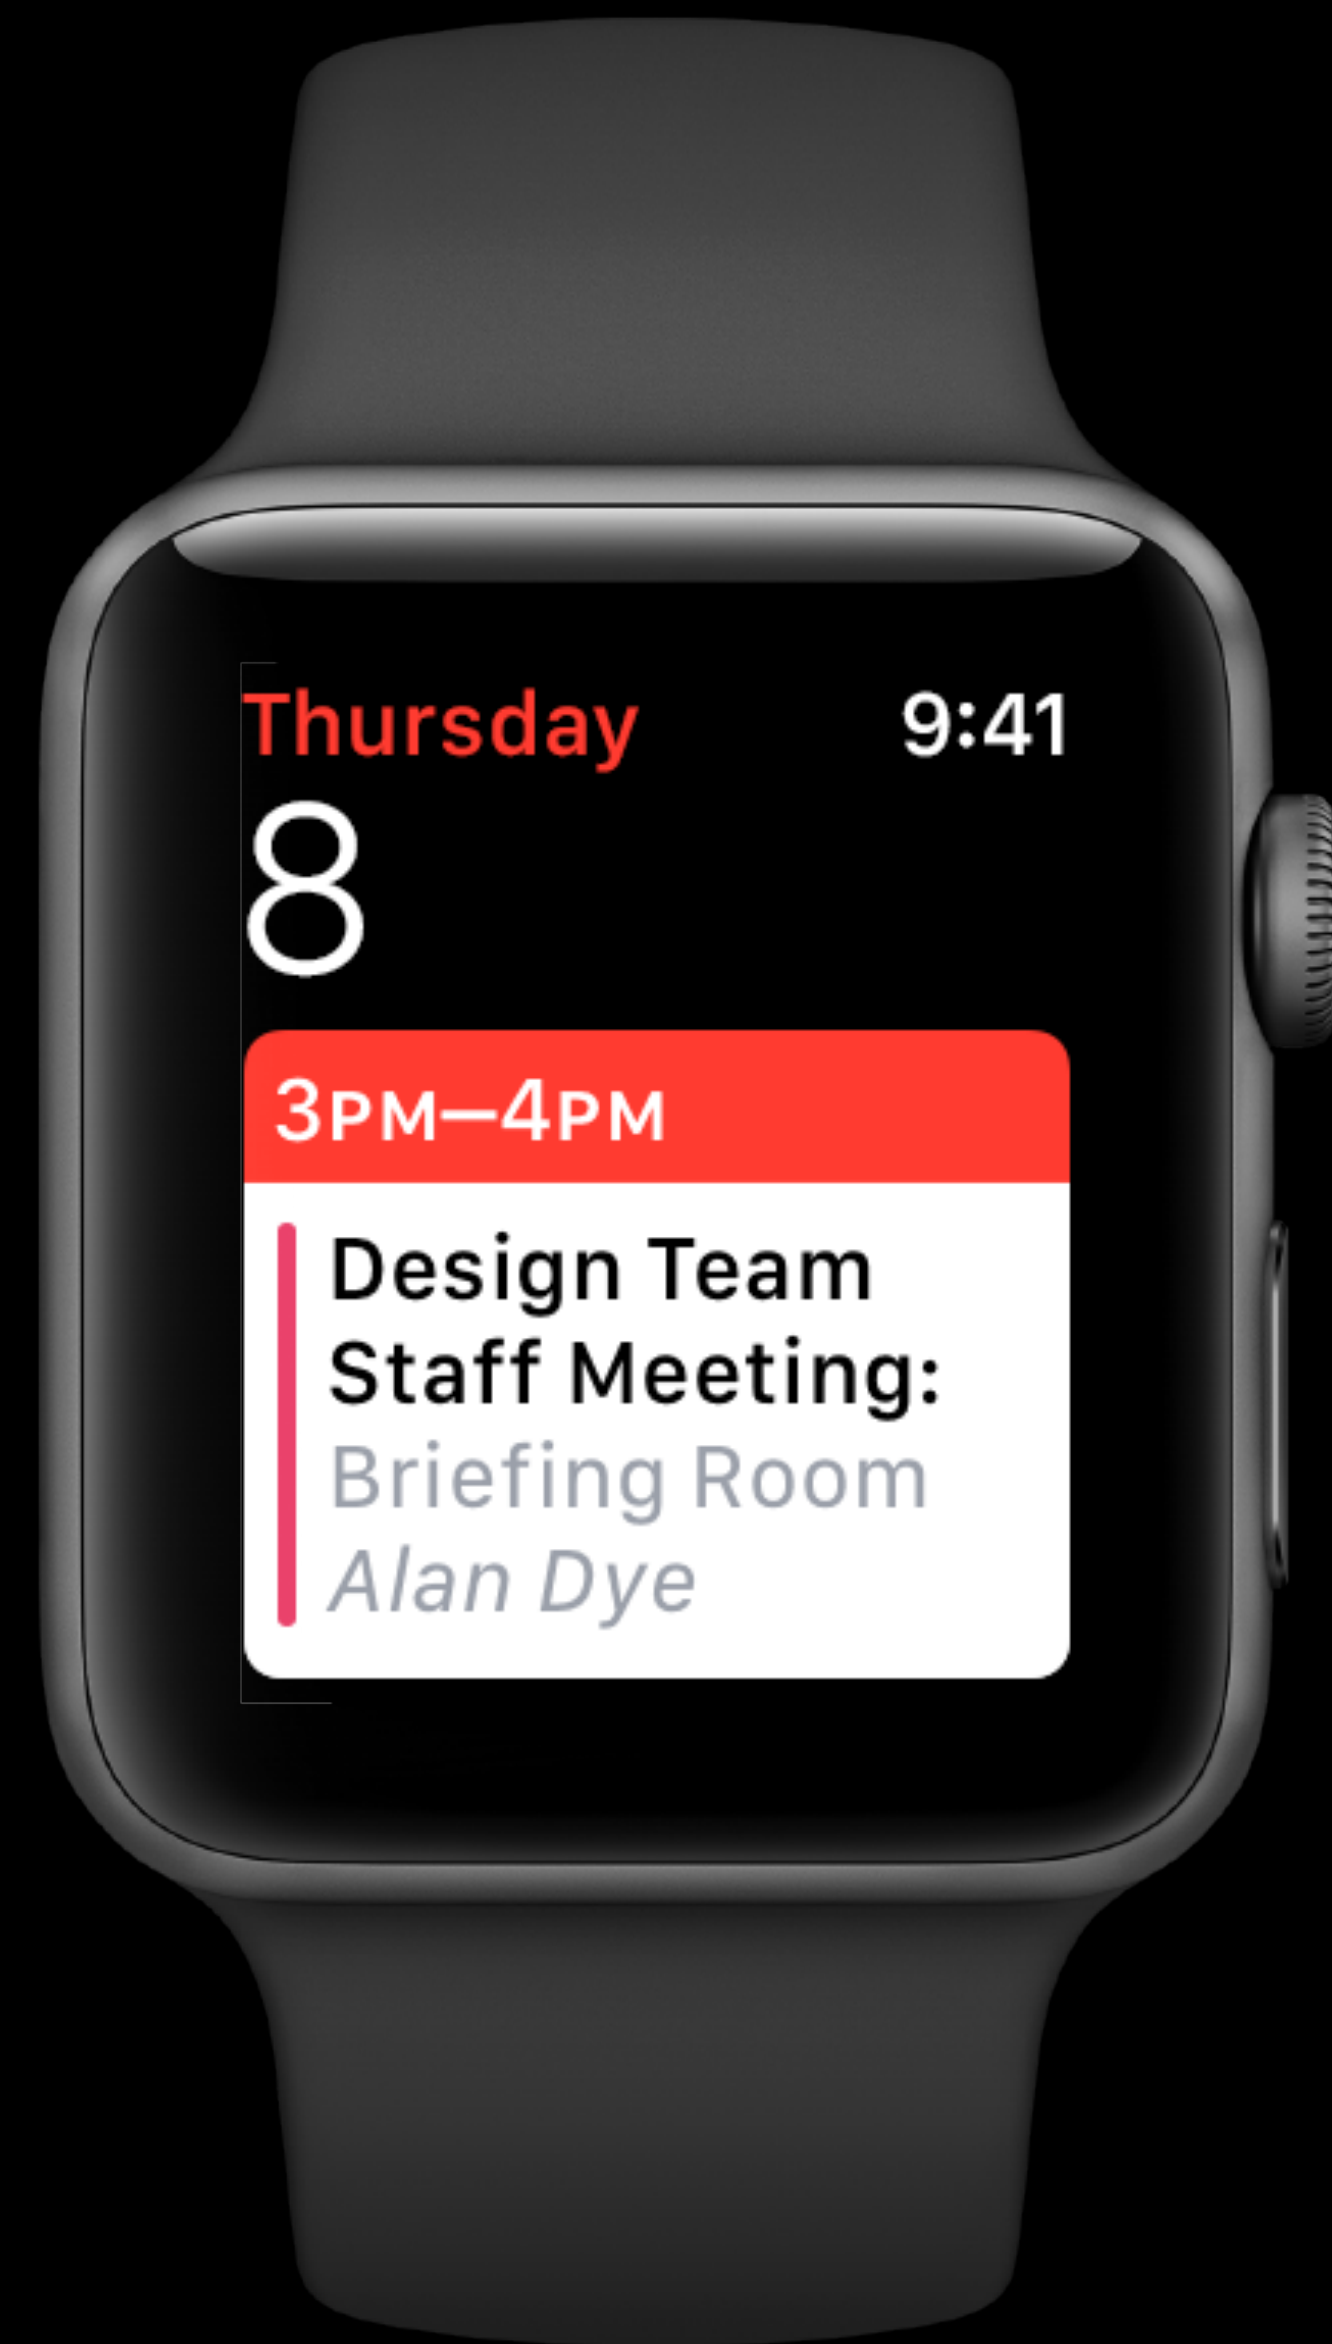 Thursday 9:41
8
3PM–4PM
Design Team
Staff Meeting:
Briefing Room
Alan Dye